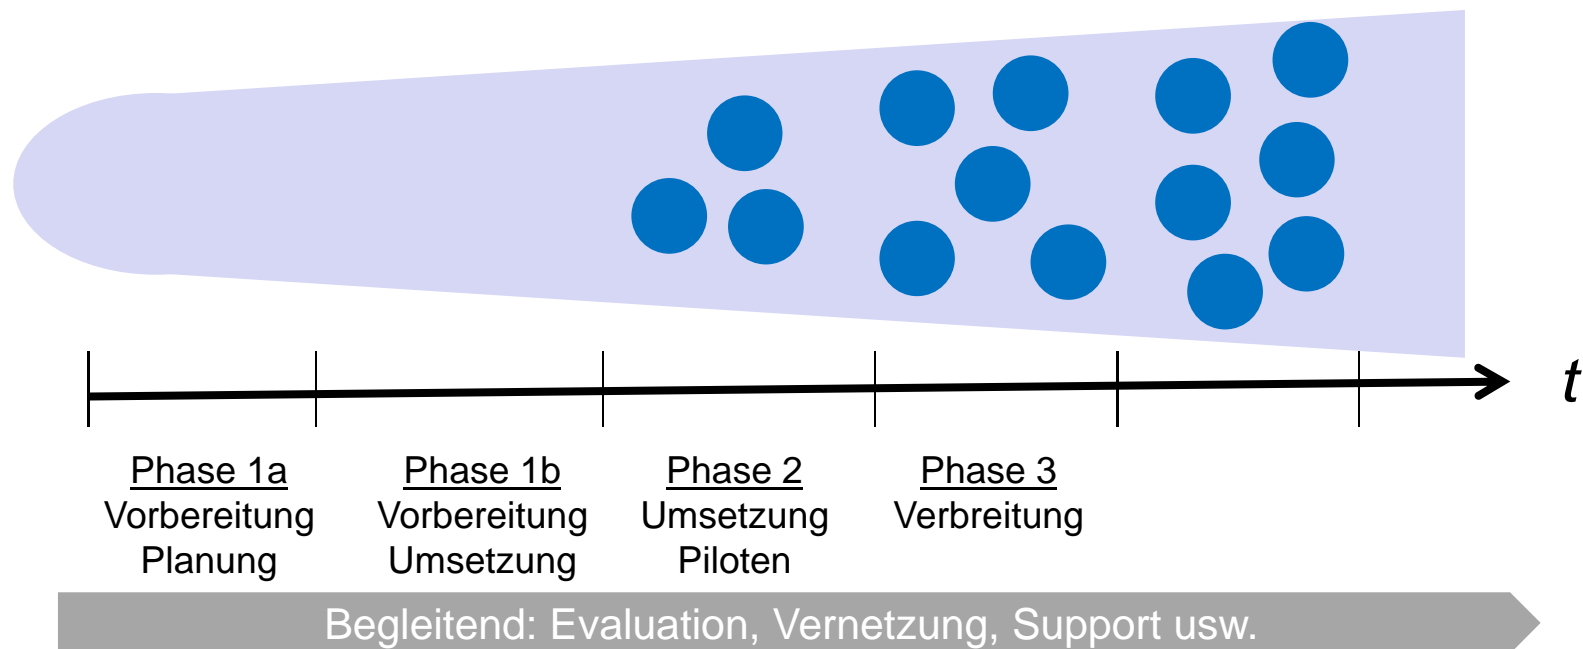 t
Phase 1a
Vorbereitung
Planung
Phase 1b
Vorbereitung
Umsetzung
Phase 2
Umsetzung
Piloten
Phase 3
Verbreitung
Begleitend: Evaluation, Vernetzung, Support usw.